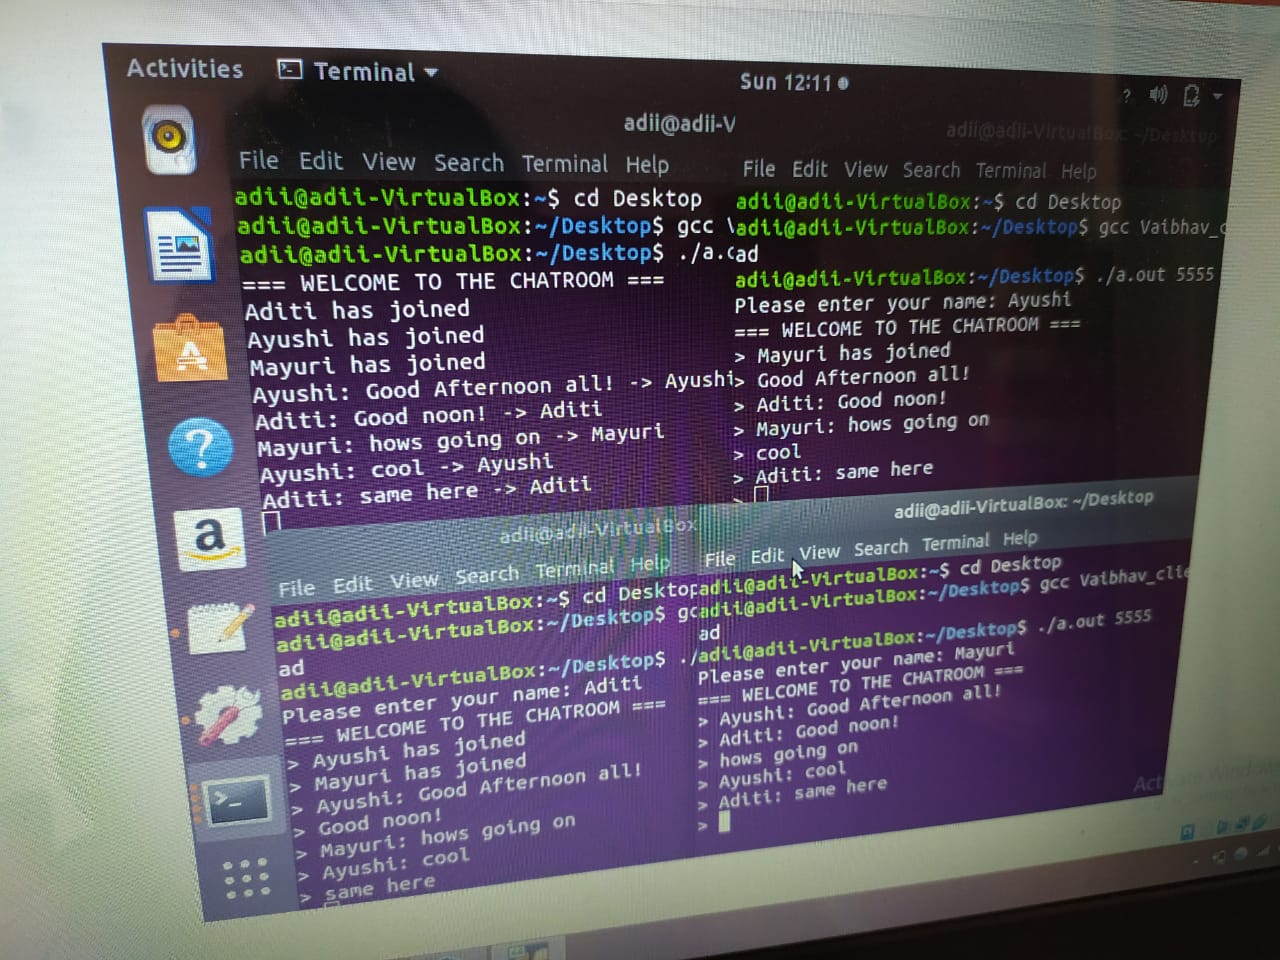 Activities
Terminal
Sun 12:11
adii@adii-V
File Edit View Search Terminal Help
adii@adii-VirtualBox:~$ cd Desktop
adii@adii-VirtualBox:~/Desktop$ gcc
adii@adii-VirtualBox:~/Desktop$ ./a.
=== WELCOME TO THE CHATROOM ===
Aditi has joined
Ayushi has joined
Mayuri has joined
Ayushi: Good Afternoon all! -> Ayushi
Aditi: Good noon! -> Aditi
Mayuri: hows going on -> Mayuri
Ayushi: cool -> Ayushi
Aditi: same here -> Aditi
adii@adii-VirtualBox: ~/Desktop
File Edit View Search Terminal Help
adii@adii-VirtualBox:~$ cd Desktop
adii@adii-VirtualBox:~/Desktop$ gcc Vaibhav_c
ad
adii@adii-VirtualBox:~/Desktop$ ./a.out 5555
Please enter your name: Ayushi
=== WELCOME TO THE CHATROOM ===
> Mayuri has joined
> Good Afternoon all!
> Aditi: Good noon!
> Mayuri: hows going on
> cool
> Aditi: same here
>
adii@adii-VirtualBox
File Edit View Search Terminal Help
adii@adii-VirtualBox:~$ cd Desktop
adii@adii-VirtualBox:~/Desktop$ gc
ad
adii@adii-VirtualBox:~/Desktop$ ./
Please enter your name: Aditi
=== WELCOME TO THE CHATROOM ===
> Ayushi has joined
> Mayuri has joined
> Ayushi: Good Afternoon all!
> Good noon!
> Mayuri: hows going on
> Ayushi: cool
> same here
adii@adii-VirtualBox: ~/Desktop
File Edit View Search Terminal Help
adii@adii-VirtualBox:~$ cd Desktop
adii@adii-VirtualBox:~/Desktop$ gcc Vaibhav_clie
ad
adii@adii-VirtualBox:~/Desktop$ ./a.out 5555
Please enter your name: Mayuri
=== WELCOME TO THE CHATROOM ===
> Ayushi: Good Afternoon all!
> Aditi: Good noon!
> hows going on
> Ayushi: cool
> Aditi: same here
>